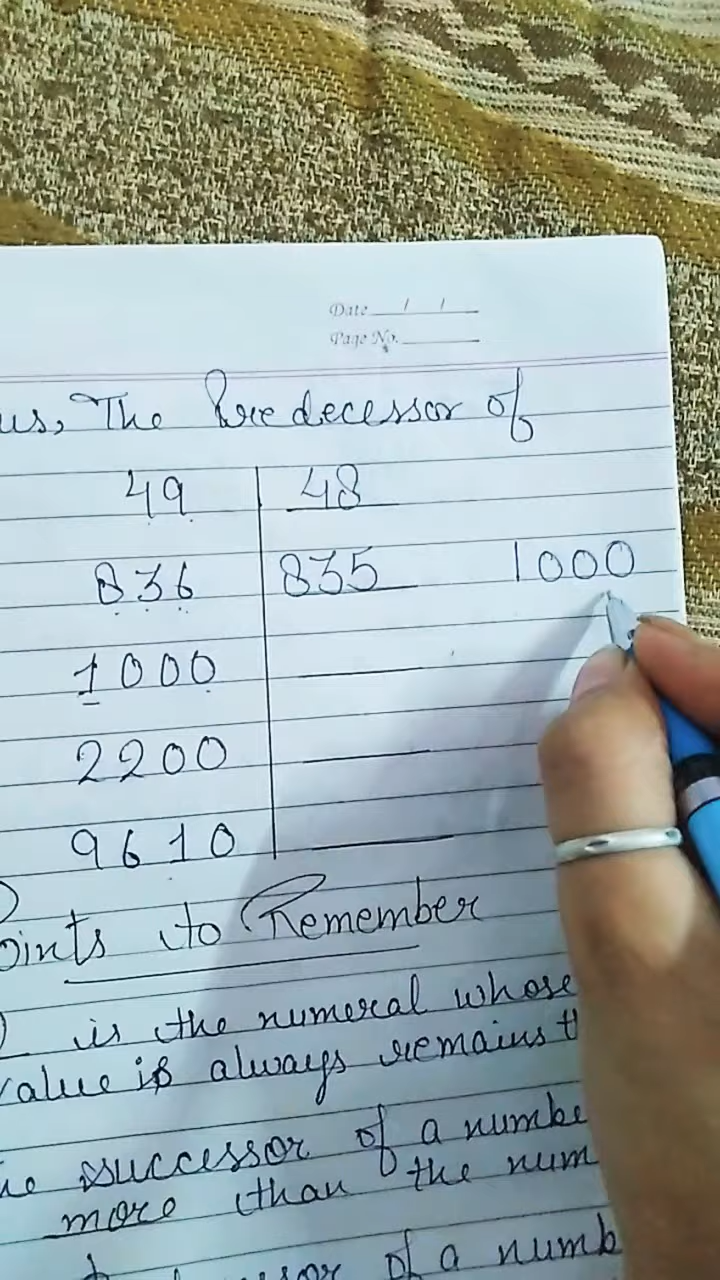 Date / /
Page No.
us, The Predecessor of
49 48
836 835 1000
1000
2200
9610
oints to Remember
is the numeral whose
value is always remains t
successor of a numbe
more than the num
of a numb